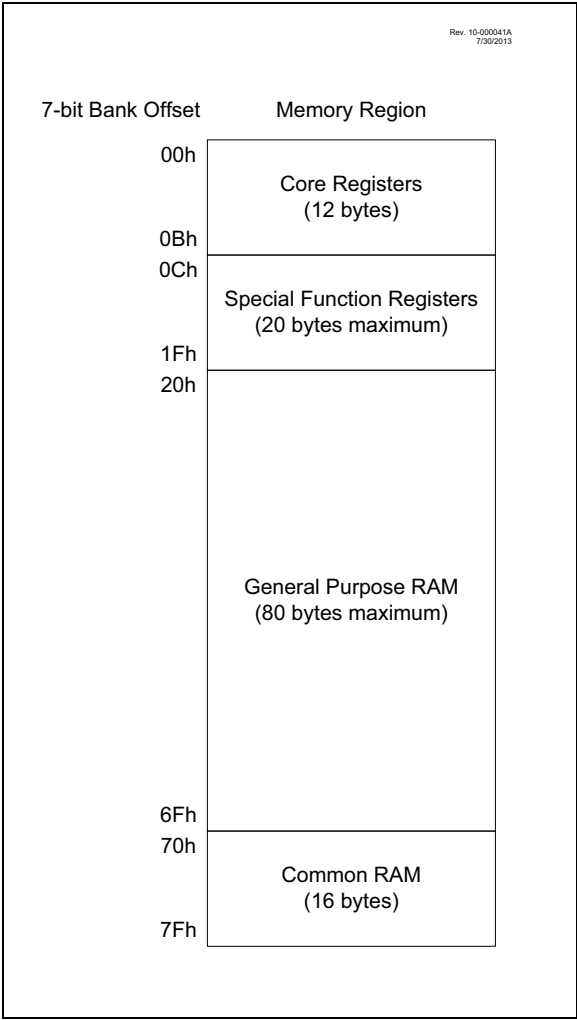 Rev. 10-000041A
7/30/2013
7-bit Bank Offset Memory Region
00h
Core Registers
(12 bytes)
0Bh
0Ch
Special Function Registers
(20 bytes maximum)
1Fh
20h
General Purpose RAM
(80 bytes maximum)
6Fh
70h
Common RAM
(16 bytes)
7Fh